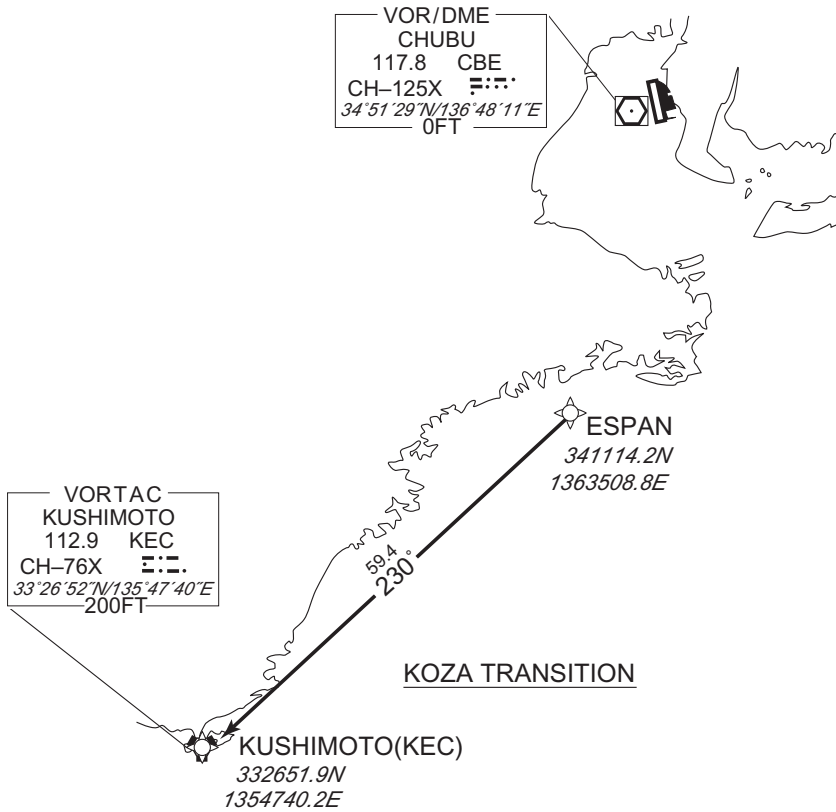 VOR/DME
CHUBU
117.8 CBE
CH–125X
34°51′29″N/136°48′11″E
0FT
ESPAN
341114.2N
1363508.8E
VORTAC
KUSHIMOTO
112.9 KEC
CH–76X
33°26′52″N/135°47′40″E
200FT
59.4
230°
KOZA TRANSITION
KUSHIMOTO(KEC)
332651.9N
1354740.2E